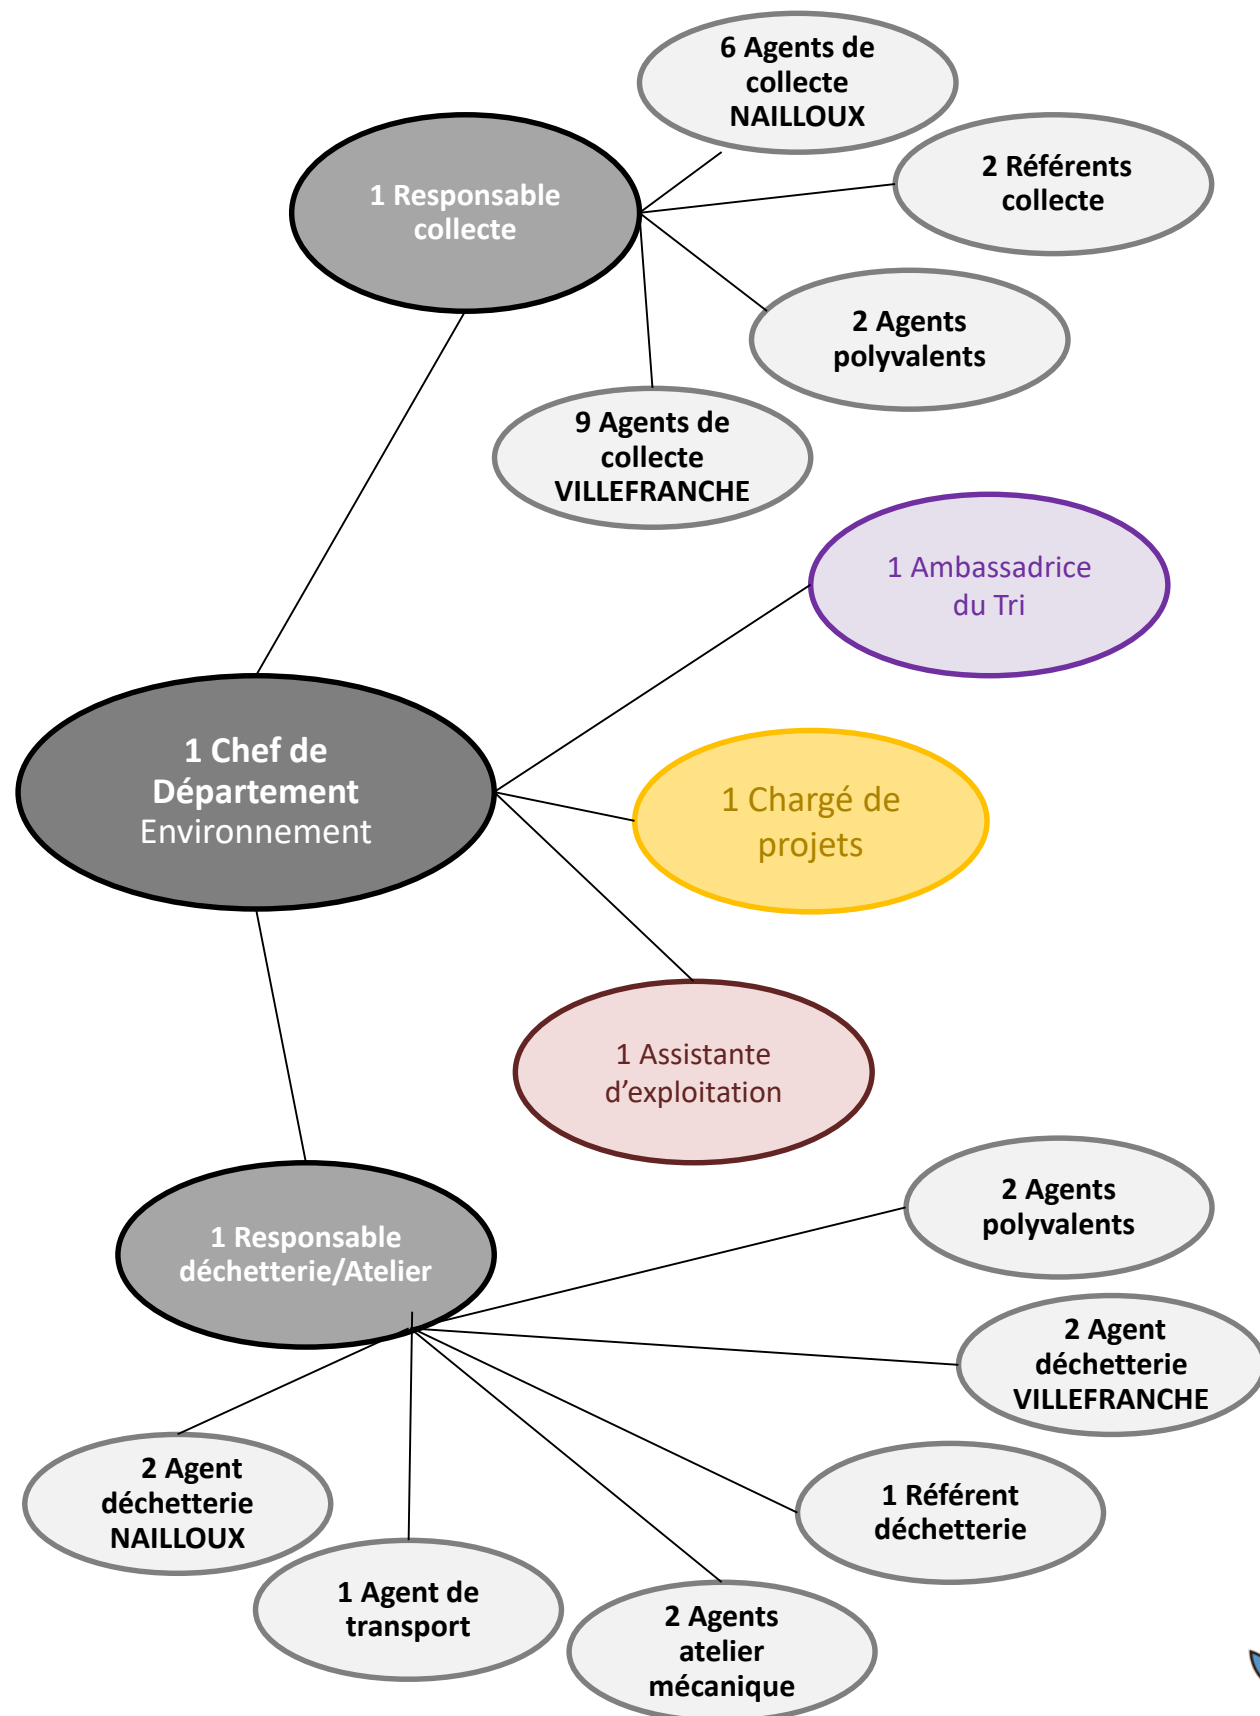 6 Agents de
collecte
NAILLOUX
1 Responsable
collecte
2 Référents
collecte
2 Agents
polyvalents
9 Agents de
collecte
VILLEFRANCHE
1 Ambassadrice
du Tri
1 Chef de
Département
Environnement
1 Chargé de
projets
1 Assistante
d’exploitation
1 Responsable
déchetterie/Atelier
2 Agents
polyvalents
2 Agent
déchetterie
VILLEFRANCHE
2 Agent
déchetterie
NAILLOUX
1 Référent
déchetterie
1 Agent de
transport
2 Agents
atelier
mécanique